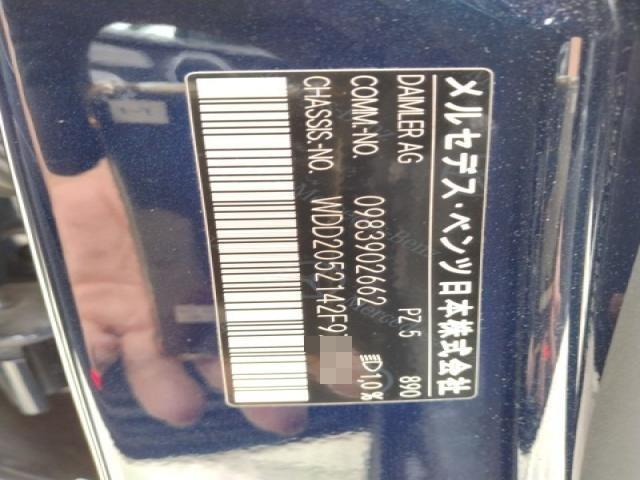 メルセデス・ベンツ日本株式会社
DAIMLER AG PZ.5 890
COMM.-NO. 0983902662
CHASSIS-NO. WDD2052142F9 1,0 %